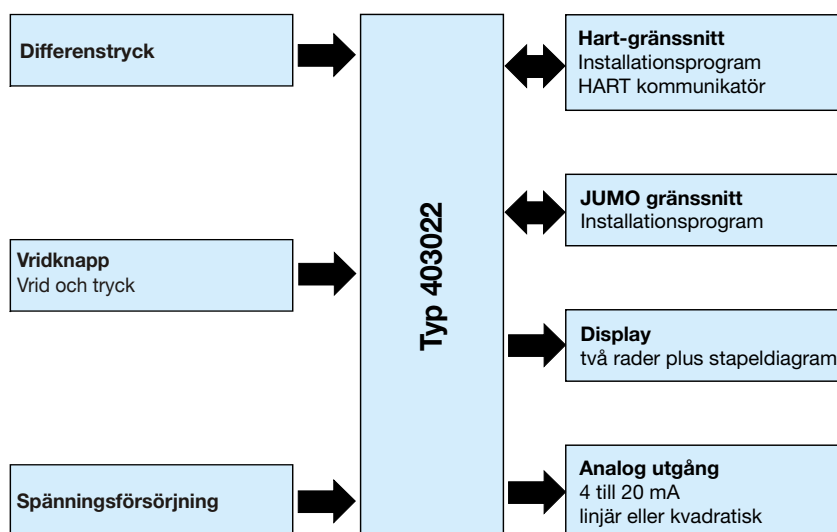 Differenstryck
Vridknapp
Vrid och tryck
Spänningsförsörjning
Typ 403022
Hart-gränssnitt
Installationsprogram
HART kommunikatör
JUMO gränssnitt
Installationsprogram
Display
två rader plus stapeldiagram
Analog utgång
4 till 20 mA
linjär eller kvadratisk